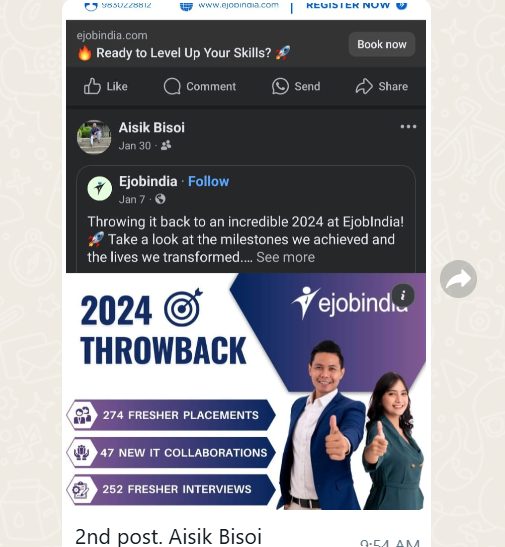 9830228812 www.ejobindia.com | REGISTER NOW
ejobindia.com
🔥 Ready to Level Up Your Skills? 🚀
Book now
Like Comment Send Share
Aisik Bisoi
Jan 30 ·
Ejobindia · Follow
Jan 7 ·
Throwing it back to an incredible 2024 at EjobIndia!
🚀 Take a look at the milestones we achieved and
the lives we transformed.... See more
2024
THROWBACK
ejobindia
274 FRESHER PLACEMENTS
47 NEW IT COLLABORATIONS
252 FRESHER INTERVIEWS
2nd post. Aisik Bisoi
9:54 AM